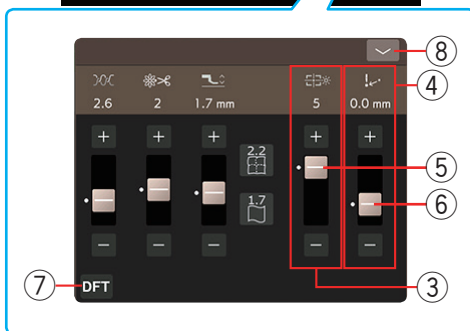 ⑧
④
2.6 2 1.7 mm 5 0.0 mm
+ + + + +
2.2
⑤
1.7
⑥
− − − − −
⑦ ③
DFT